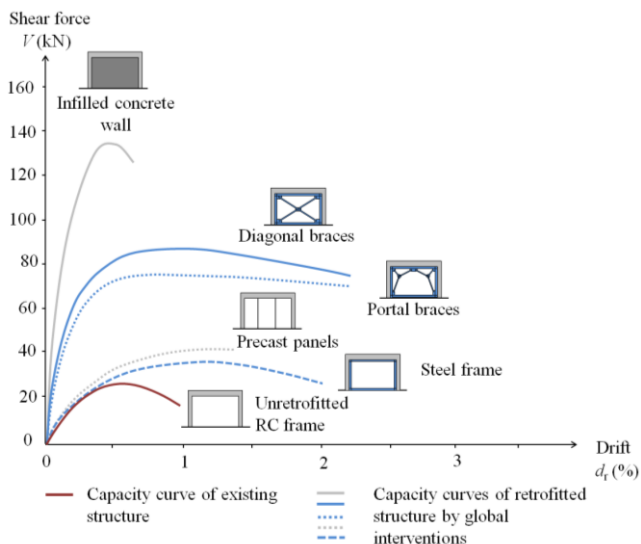 Shear force
V (kN)
160
140
120
100
80
60
40
20
0
Infilled concrete
wall
Diagonal braces
Portal braces
Precast panels
Steel frame
Unretrofitted
RC frame
0
0.5
1
2
3
Drift
dr (%)
Capacity curve of existing
structure
Capacity curves of retrofitted
structure by global
interventions